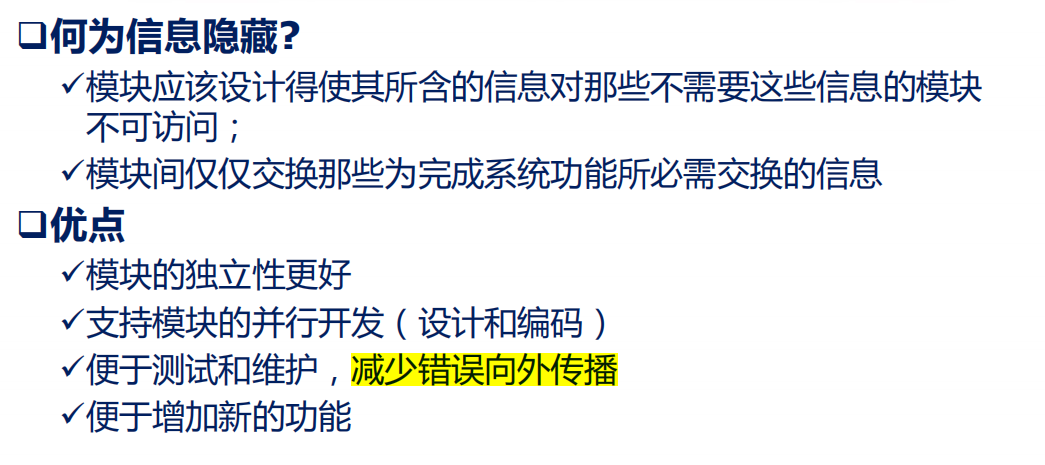 ❑何为信息隐藏?
✓模块应该设计得使其所含的信息对那些不需要这些信息的模块
不可访问；
✓模块间仅仅交换那些为完成系统功能所必需交换的信息
❑优点
✓模块的独立性更好
✓支持模块的并行开发（设计和编码）
✓便于测试和维护，减少错误向外传播
✓便于增加新的功能